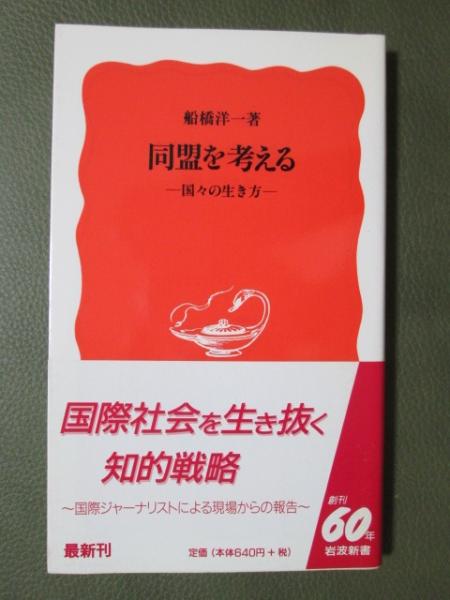 船橋洋一著
同盟を考える
―国々の生き方―
国際社会を生き抜く
知的戦略
～国際ジャーナリストによる現場からの報告～
創刊
60年
岩波新書
最新刊
定価（本体640円＋税）